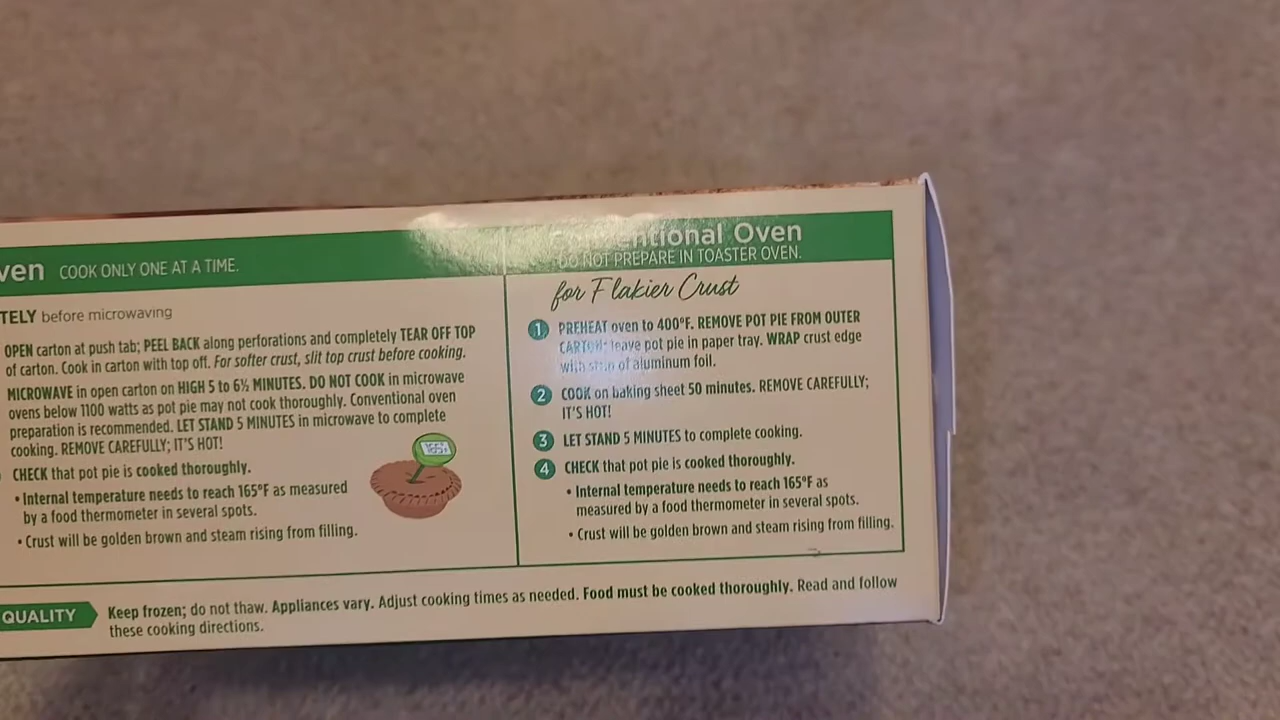 ven COOK ONLY ONE AT A TIME.
TELY before microwaving
OPEN carton at push tab; PEEL BACK along perforations and completely TEAR OFF TOP
of carton. Cook in carton with top off. For softer crust, slit top crust before cooking.
MICROWAVE in open carton on HIGH 5 to 6½ MINUTES. DO NOT COOK in microwave
ovens below 1100 watts as pot pie may not cook thoroughly. Conventional oven
preparation is recommended. LET STAND 5 MINUTES in microwave to complete
cooking. REMOVE CAREFULLY; IT'S HOT!
CHECK that pot pie is cooked thoroughly.
• Internal temperature needs to reach 165°F as measured
by a food thermometer in several spots.
• Crust will be golden brown and steam rising from filling.
165°F
Conventional Oven
DO NOT PREPARE IN TOASTER OVEN.
for Flakier Crust
1 PREHEAT oven to 400°F. REMOVE POT PIE FROM OUTER
CARTON; leave pot pie in paper tray. WRAP crust edge
with strip of aluminum foil.
2 COOK on baking sheet 50 minutes. REMOVE CAREFULLY;
IT'S HOT!
3 LET STAND 5 MINUTES to complete cooking.
4 CHECK that pot pie is cooked thoroughly.
• Internal temperature needs to reach 165°F as
measured by a food thermometer in several spots.
• Crust will be golden brown and steam rising from filling.
QUALITY Keep frozen; do not thaw. Appliances vary. Adjust cooking times as needed. Food must be cooked thoroughly. Read and follow
these cooking directions.